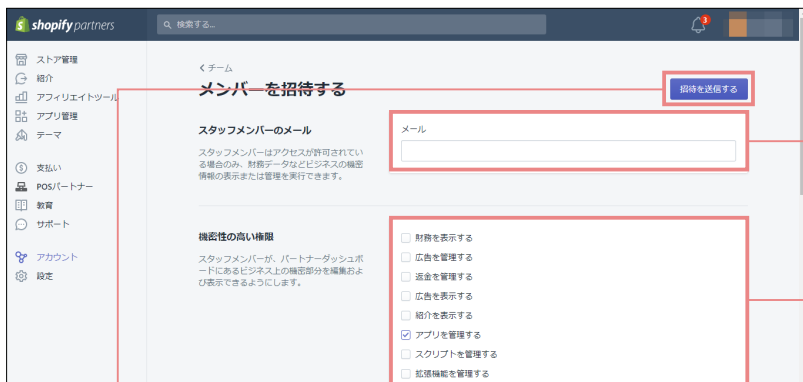 shopify partners
検索する...
3
ストア管理
紹介
アフィリエイトツール
アプリ管理
テーマ
支払い
POSパートナー
教育
サポート
アカウント
設定
チーム
メンバーを招待する
招待を送信する
スタッフメンバーのメール
スタッフメンバーはアクセスが許可されてい
る場合のみ、財務データなどビジネスの機密
情報の表示または管理を実行できます。
メール
機密性の高い権限
スタッフメンバーが、パートナーダッシュボ
ードにあるビジネス上の機密部分を編集およ
び表示できるようにします。
財務を表示する
広告を管理する
返金を管理する
広告を表示する
紹介を表示する
アプリを管理する
スクリプトを管理する
拡張機能を管理する